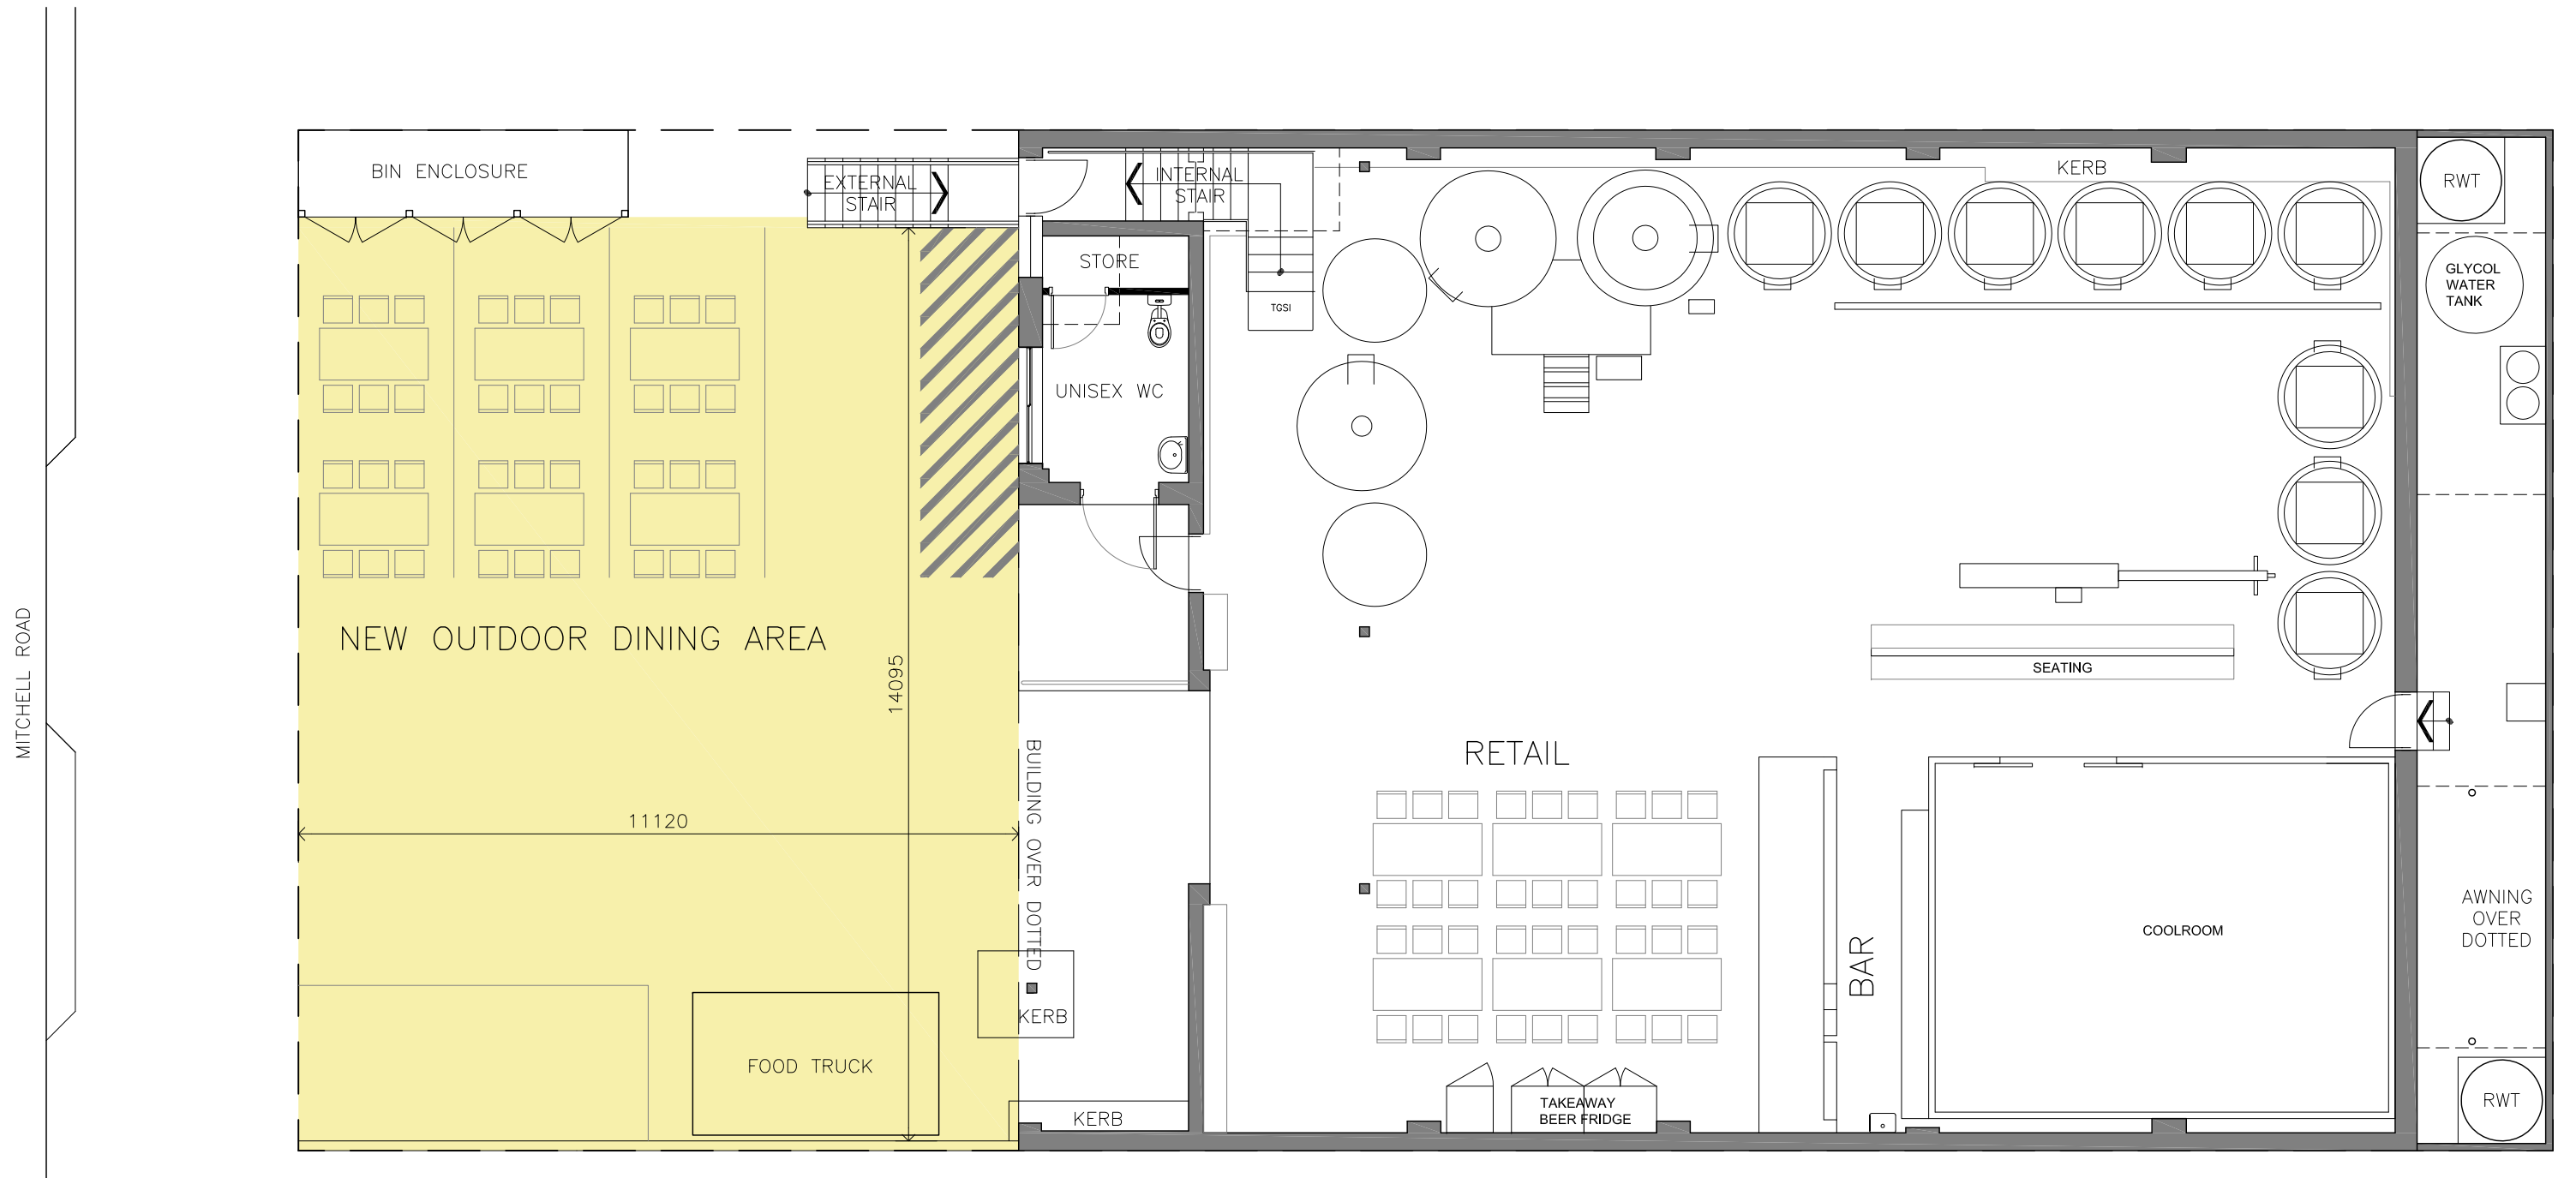 BIN ENCLOSURE
EXTERNAL
STAIR
INTERNAL
STAIR
KERB
RWT
STORE
TGSI
GLYCOL
WATER
TANK
UNISEX WC
MITCHELL ROAD
NEW OUTDOOR DINING AREA
14095
SEATING
RETAIL
BUILDING OVER DOTTED
11120
BAR
COOLROOM
AWNING
OVER
DOTTED
KERB
FOOD TRUCK
KERB
TAKEAWAY
BEER FRIDGE
RWT